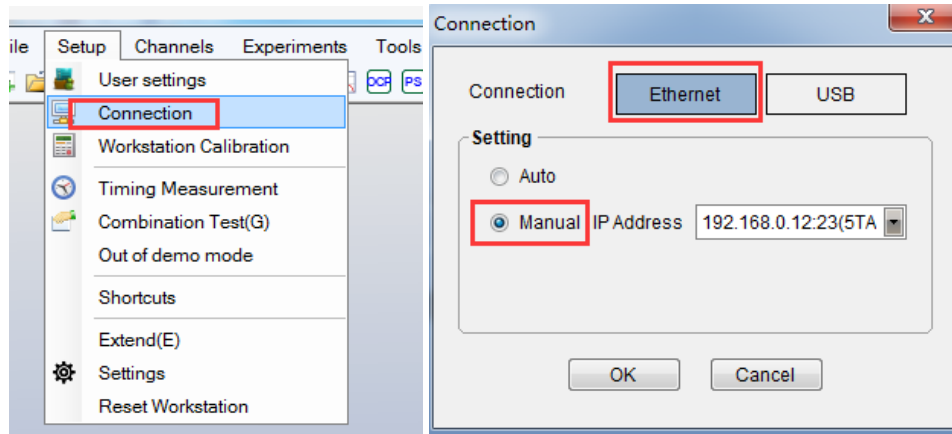 ile Setup Channels Experiments Tools
OCP PS
User settings
Connection
Workstation Calibration
Timing Measurement
Combination Test(G)
Out of demo mode
Shortcuts
Extend(E)
Settings
Reset Workstation
Connection
Connection Ethernet USB
Setting
Auto
Manual IP Address 192.168.0.12:23(5TA
OK Cancel